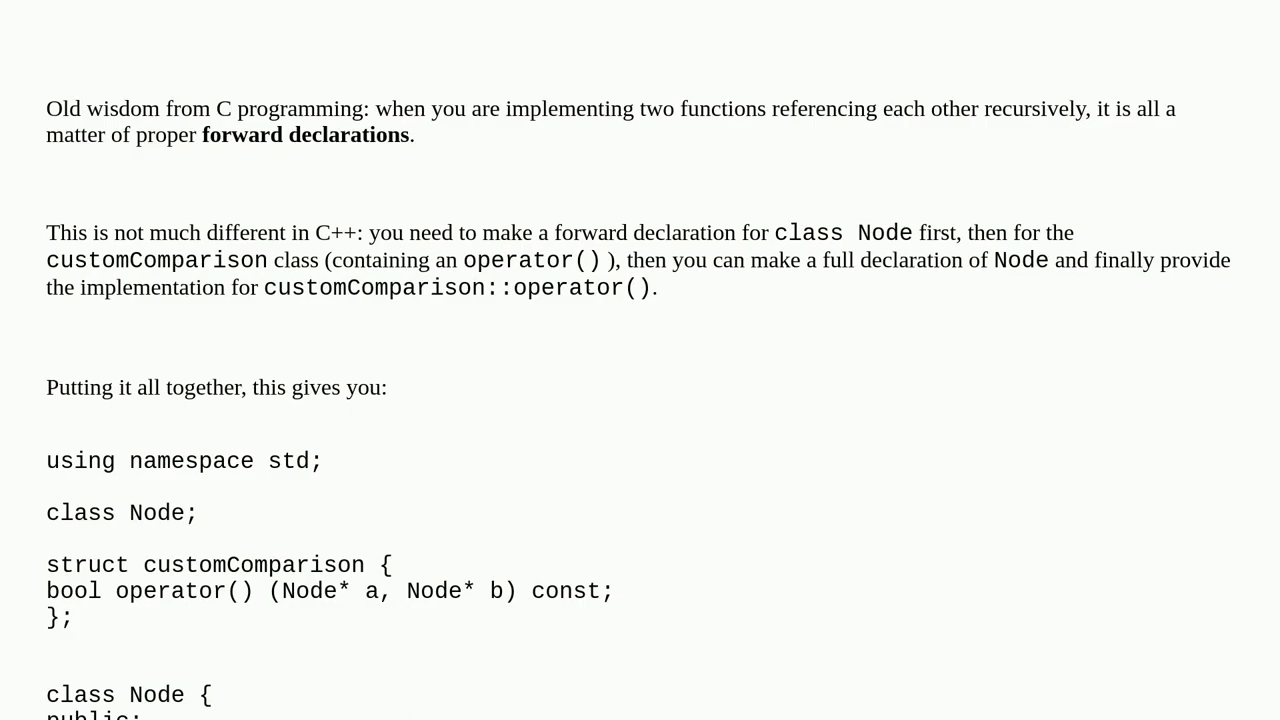 Old wisdom from C programming: when you are implementing two functions referencing each other recursively, it is all a
matter of proper forward declarations.
This is not much different in C++: you need to make a forward declaration for class Node first, then for the
customComparison class (containing an operator() ), then you can make a full declaration of Node and finally provide
the implementation for customComparison::operator().
Putting it all together, this gives you:
using namespace std;
class Node;
struct customComparison {
bool operator() (Node* a, Node* b) const;
};
class Node {
public: